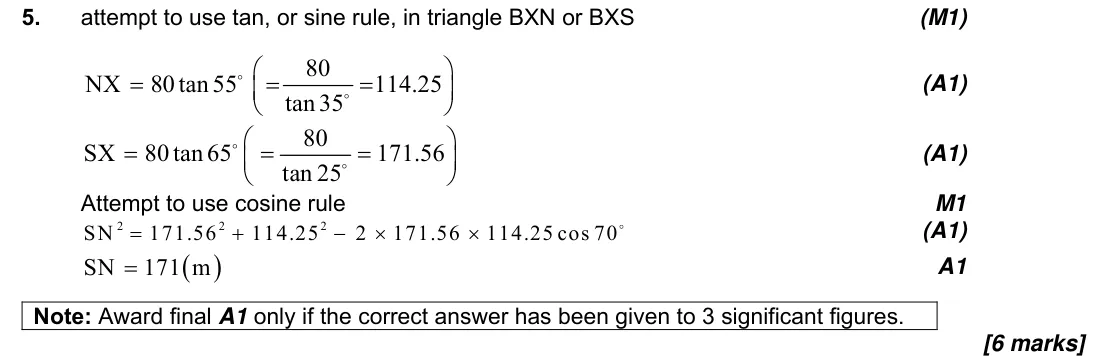 5. attempt to use tan, or sine rule, in triangle BXN or BXS (M1)
NX = 80 tan 55° (= 80 / tan 35° = 114.25) (A1)
SX = 80 tan 65° (= 80 / tan 25° = 171.56) (A1)
Attempt to use cosine rule M1
SN² = 171.56² + 114.25² − 2 × 171.56 × 114.25 cos 70° (A1)
SN = 171(m) A1
Note: Award final A1 only if the correct answer has been given to 3 significant figures.
[6 marks]